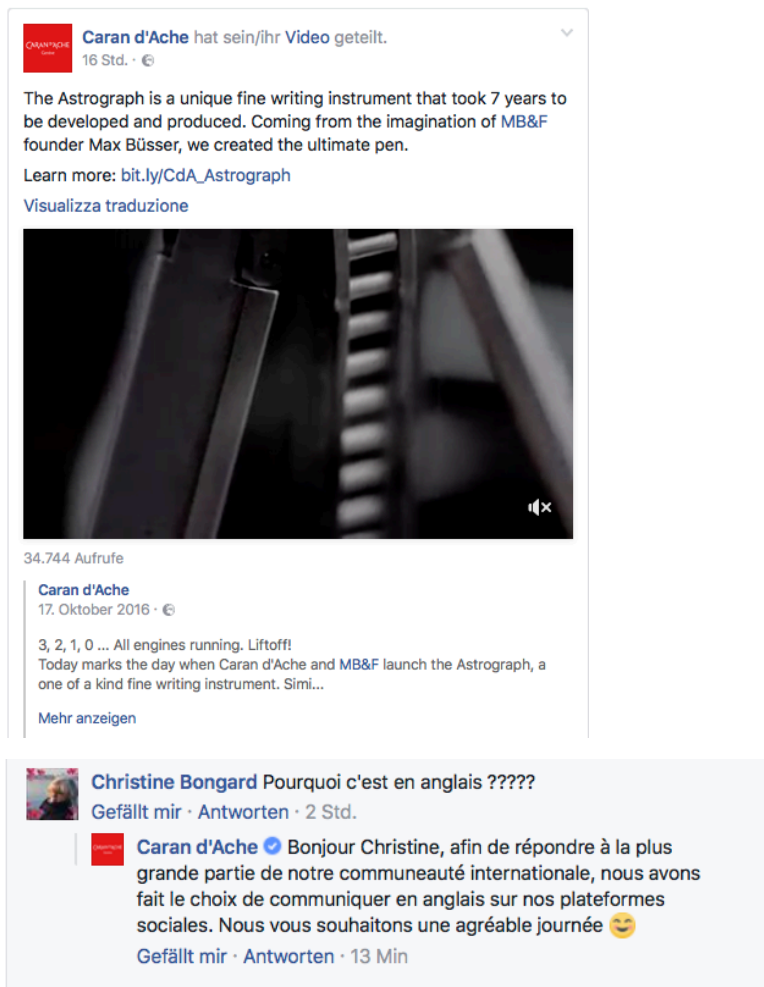 CARAN d'ACHE
Caran d'Ache hat sein/ihr Video geteilt.
16 Std. ·
The Astrograph is a unique fine writing instrument that took 7 years to
be developed and produced. Coming from the imagination of MB&F
founder Max Büsser, we created the ultimate pen.
Learn more: bit.ly/CdA_Astrograph
Visualizza traduzione
34.744 Aufrufe
Caran d'Ache
17. Oktober 2016 ·
3, 2, 1, 0 ... All engines running. Liftoff!
Today marks the day when Caran d'Ache and MB&F launch the Astrograph, a
one of a kind fine writing instrument. Simi...
Mehr anzeigen
Christine Bongard Pourquoi c'est en anglais ?????
Gefällt mir · Antworten · 2 Std.
Caran d'Ache Bonjour Christine, afin de répondre à la plus
grande partie de notre communeauté internationale, nous avons
fait le choix de communiquer en anglais sur nos plateformes
sociales. Nous vous souhaitons une agréable journée 😄
Gefällt mir · Antworten · 13 Min